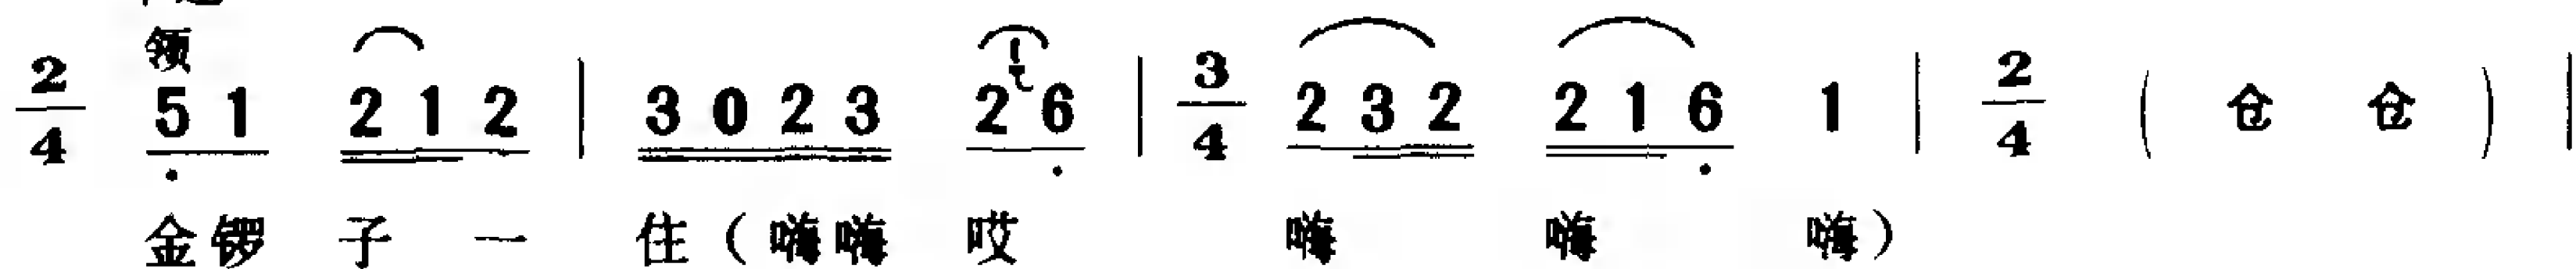 领
2/4 5 1 2 1 2 | 3 0 2 3 2 6 | 3/4 2 3 2 2 1 6 1 | 2/4 ( 仓 仓 ) |
金锣 子 一 住（嗨嗨 哎 嗨 嗨 嗨）